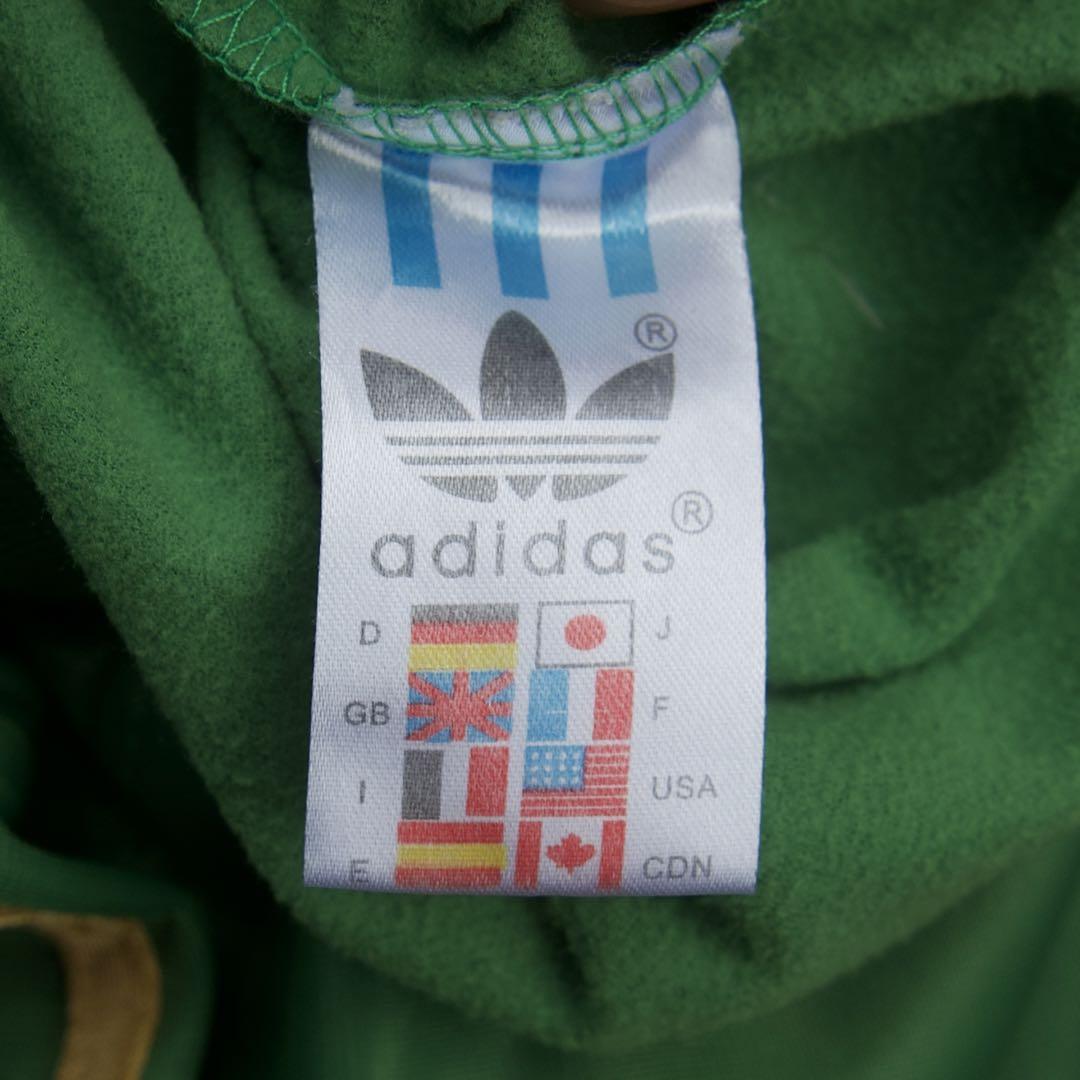 ®
adidas®
D J
GB F
I USA
E CDN